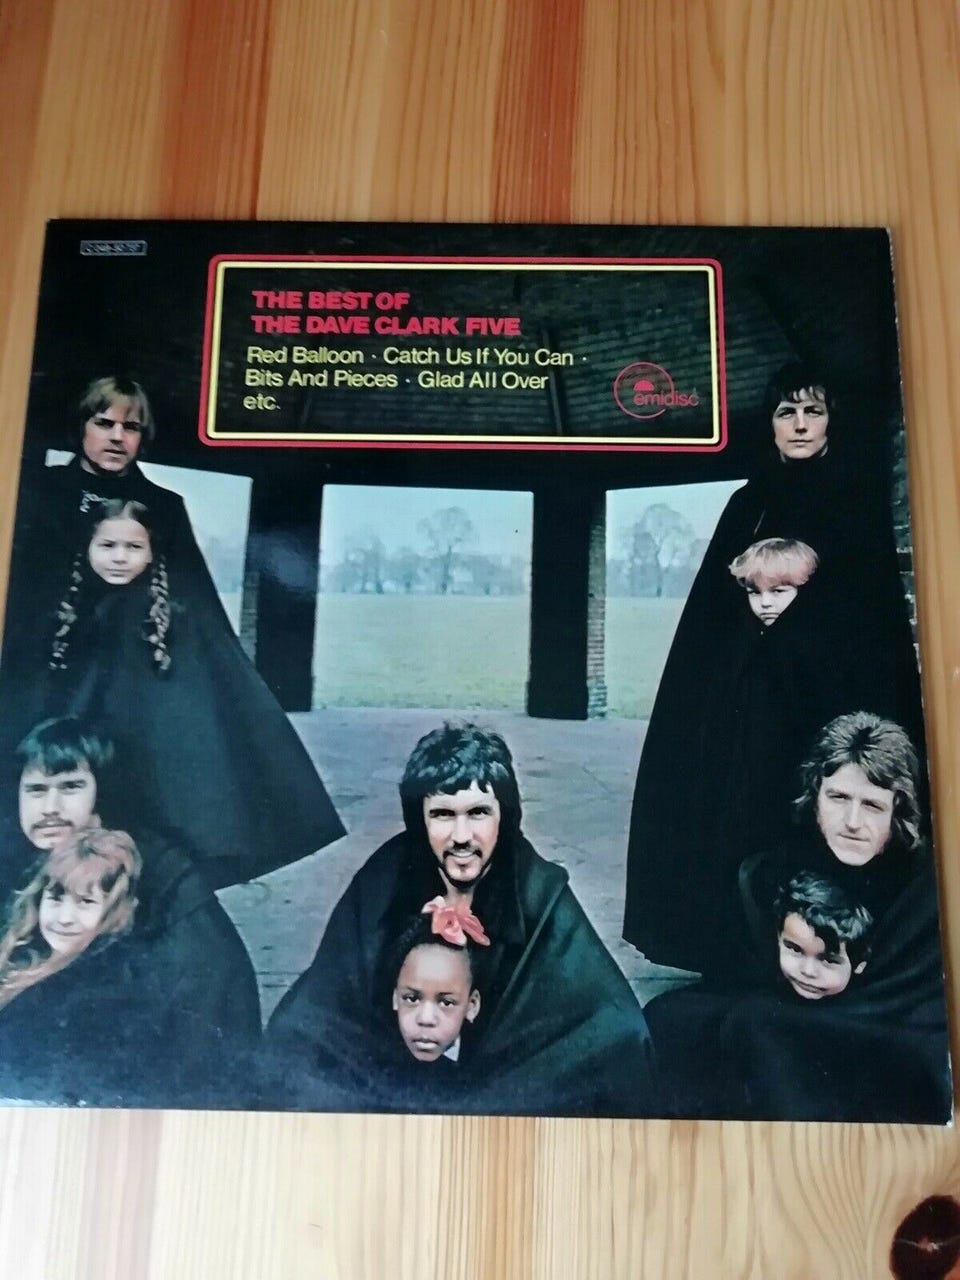 THE BEST OF
THE DAVE CLARK FIVE
Red Balloon · Catch Us If You Can ·
Bits And Pieces · Glad All Over
etc.
emidisc